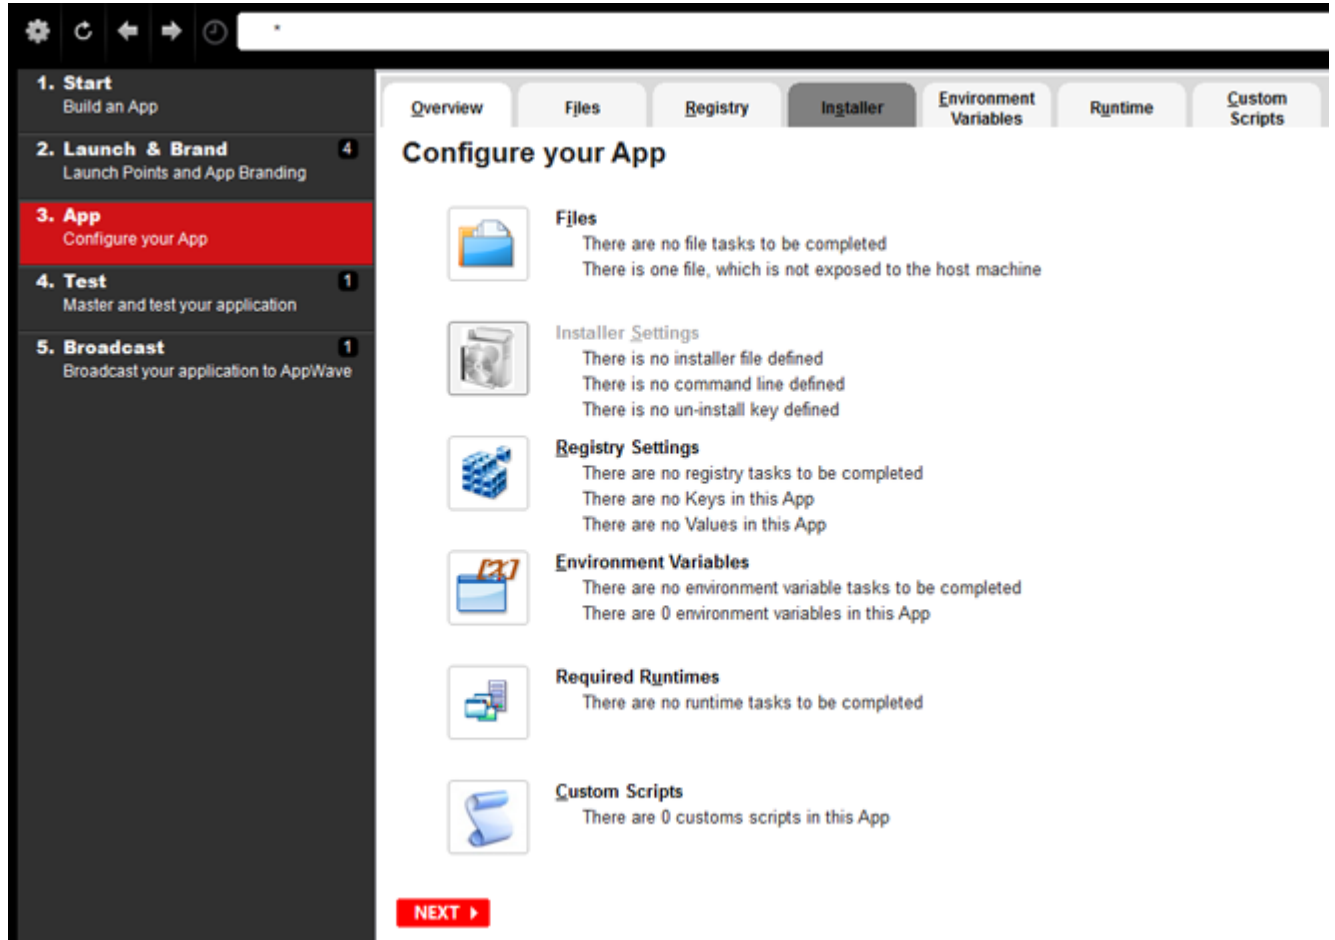 *
1. Start
Build an App
2. Launch & Brand 4
Launch Points and App Branding
3. App
Configure your App
4. Test 1
Master and test your application
5. Broadcast 1
Broadcast your application to AppWave
Overview Files Registry Installer Environment Variables Runtime Custom Scripts
Configure your App
Files
There are no file tasks to be completed
There is one file, which is not exposed to the host machine
Installer Settings
There is no installer file defined
There is no command line defined
There is no un-install key defined
Registry Settings
There are no registry tasks to be completed
There are no Keys in this App
There are no Values in this App
Environment Variables
There are no environment variable tasks to be completed
There are 0 environment variables in this App
Required Runtimes
There are no runtime tasks to be completed
Custom Scripts
There are 0 customs scripts in this App
NEXT